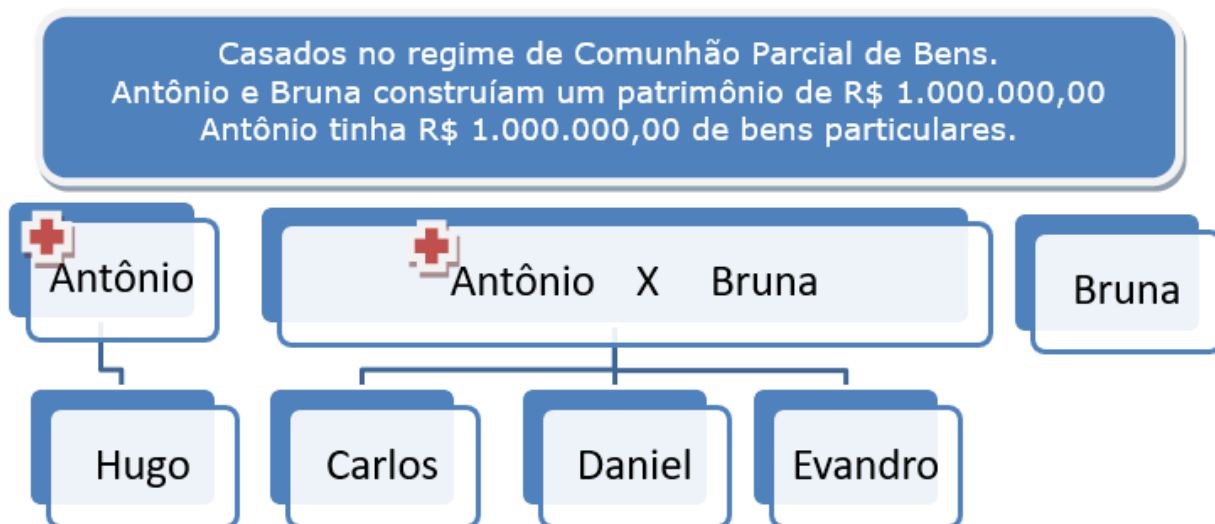 Casados no regime de Comunhão Parcial de Bens.
Antônio e Bruna construíam um patrimônio de R$ 1.000.000,00
Antônio tinha R$ 1.000.000,00 de bens particulares.
Antônio
Antônio X Bruna
Bruna
Hugo
Carlos
Daniel
Evandro